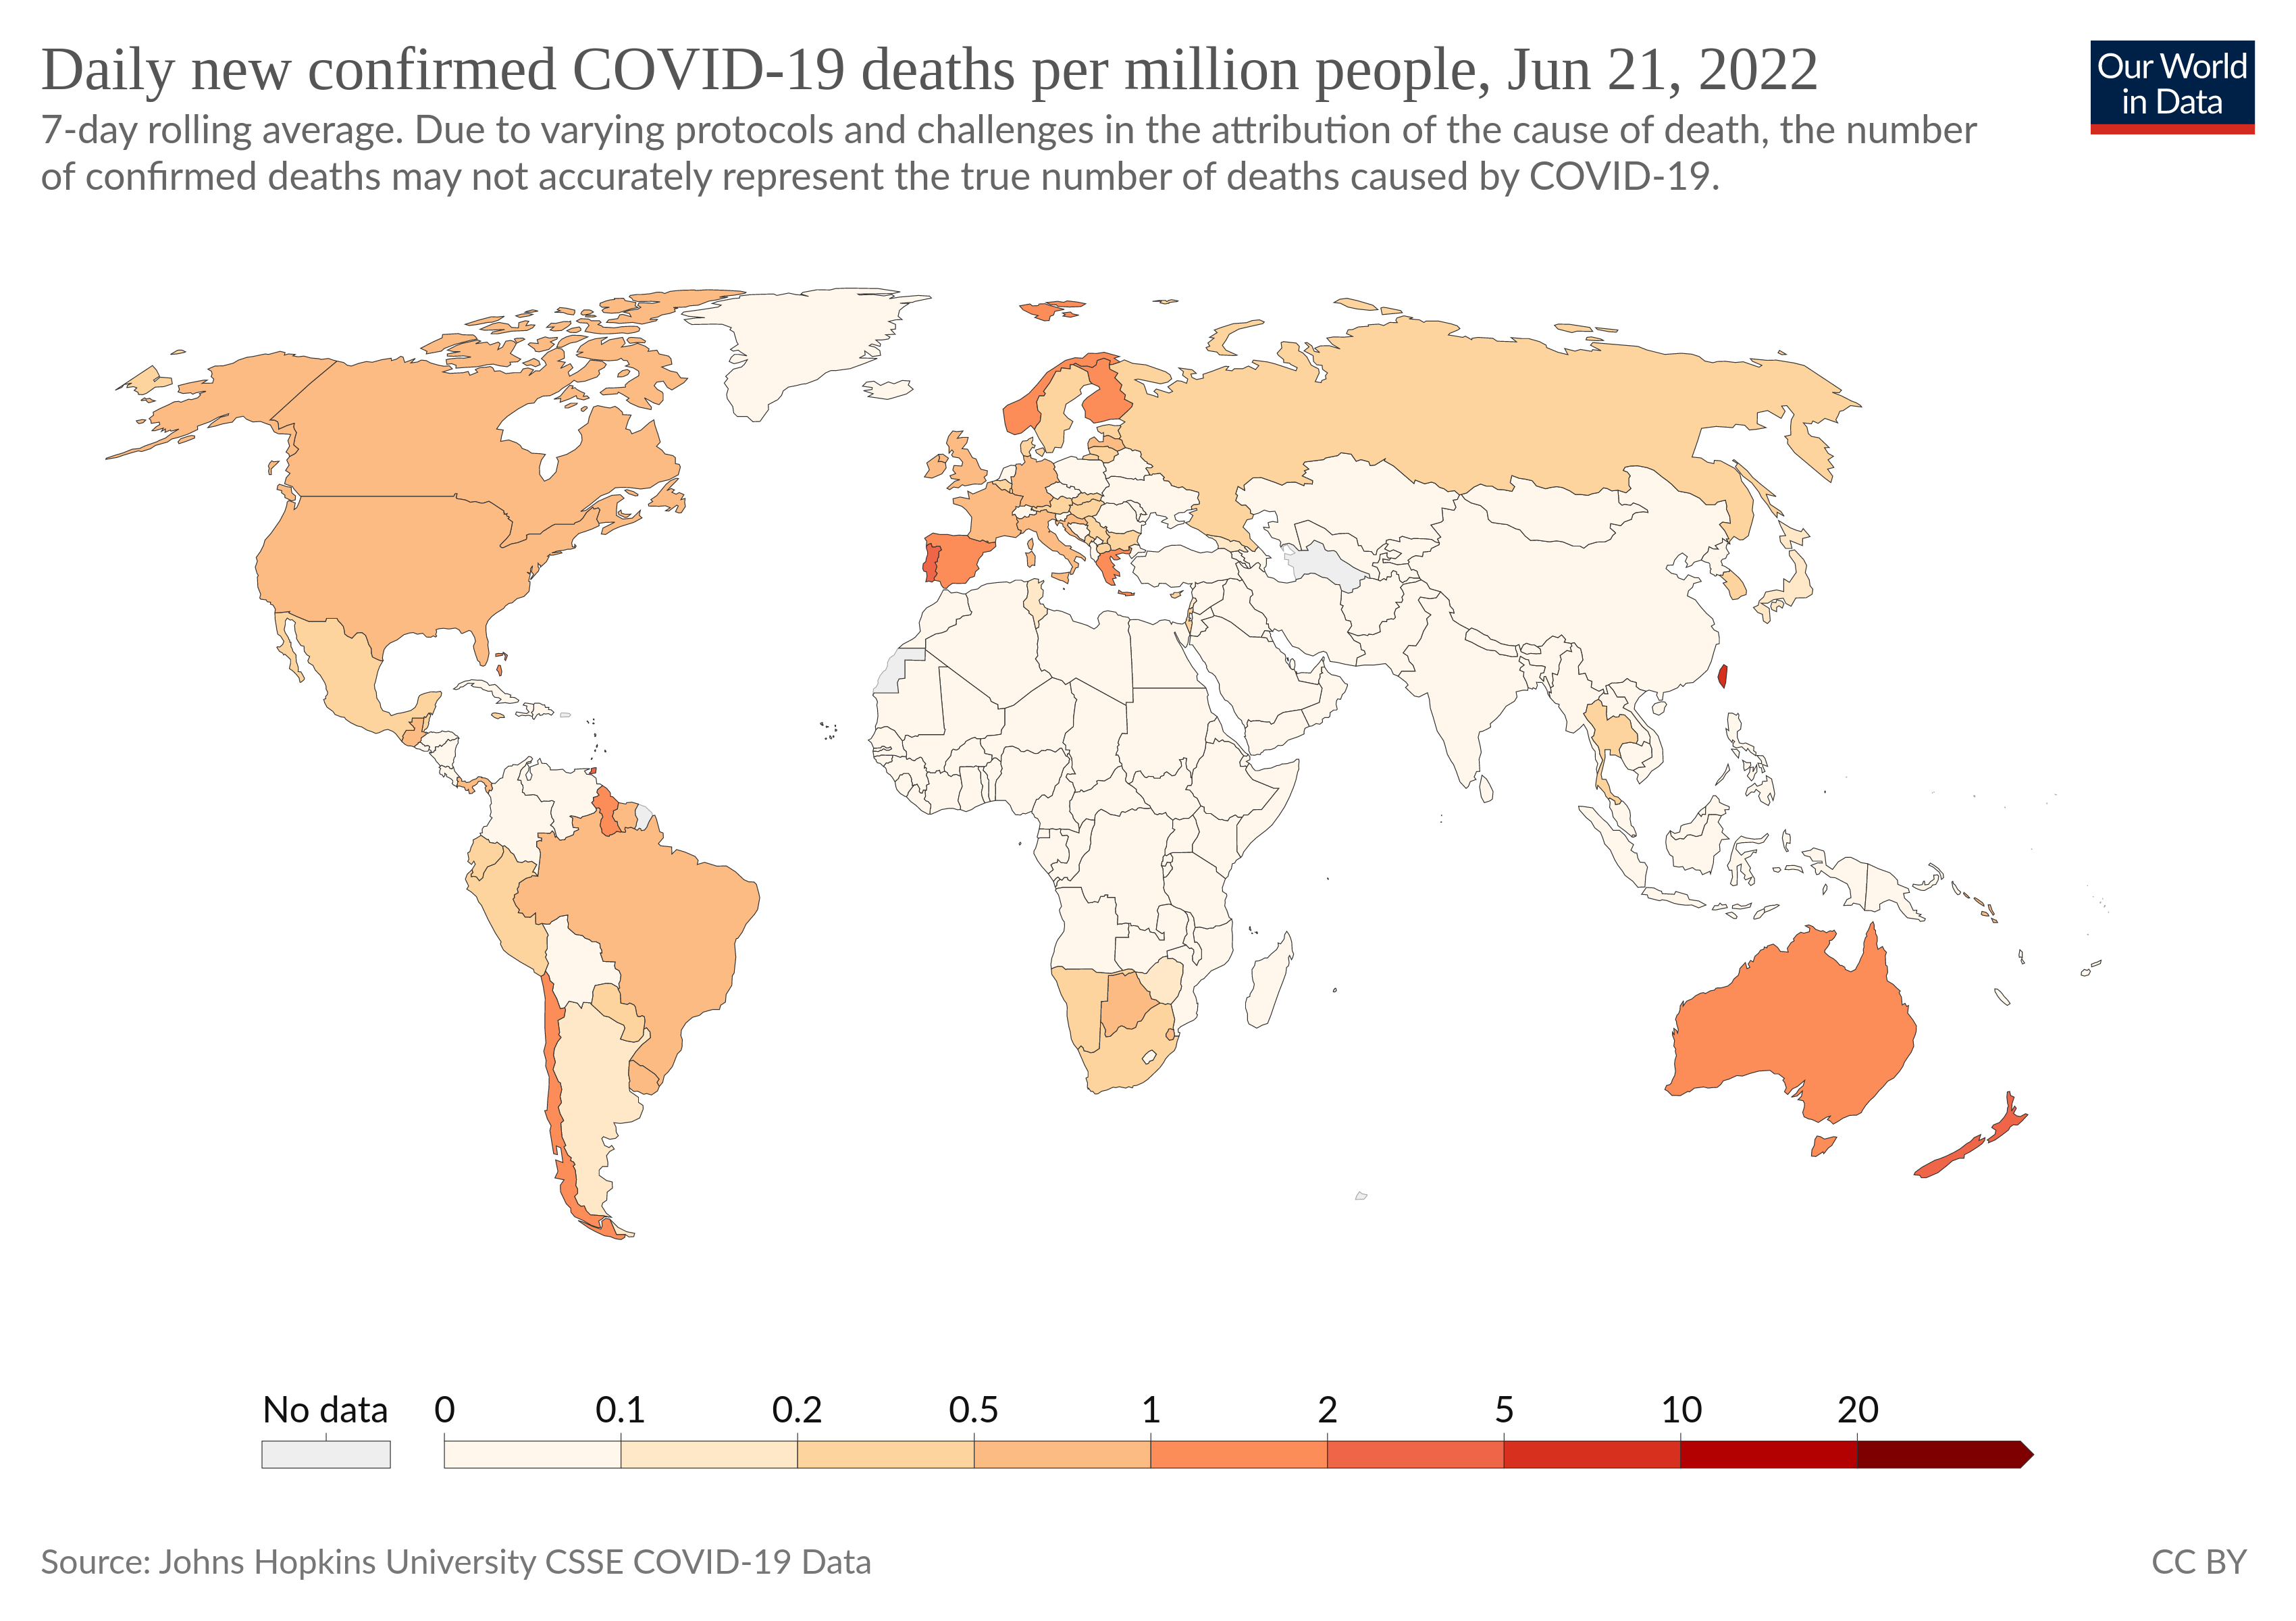 Daily new confirmed COVID-19 deaths per million people, Jun 21, 2022
Our World
in Data
7-day rolling average. Due to varying protocols and challenges in the attribution of the cause of death, the number
of confirmed deaths may not accurately represent the true number of deaths caused by COVID-19.
No data 0 0.1 0.2 0.5 1 2 5 10 20
Source: Johns Hopkins University CSSE COVID-19 Data
CC BY